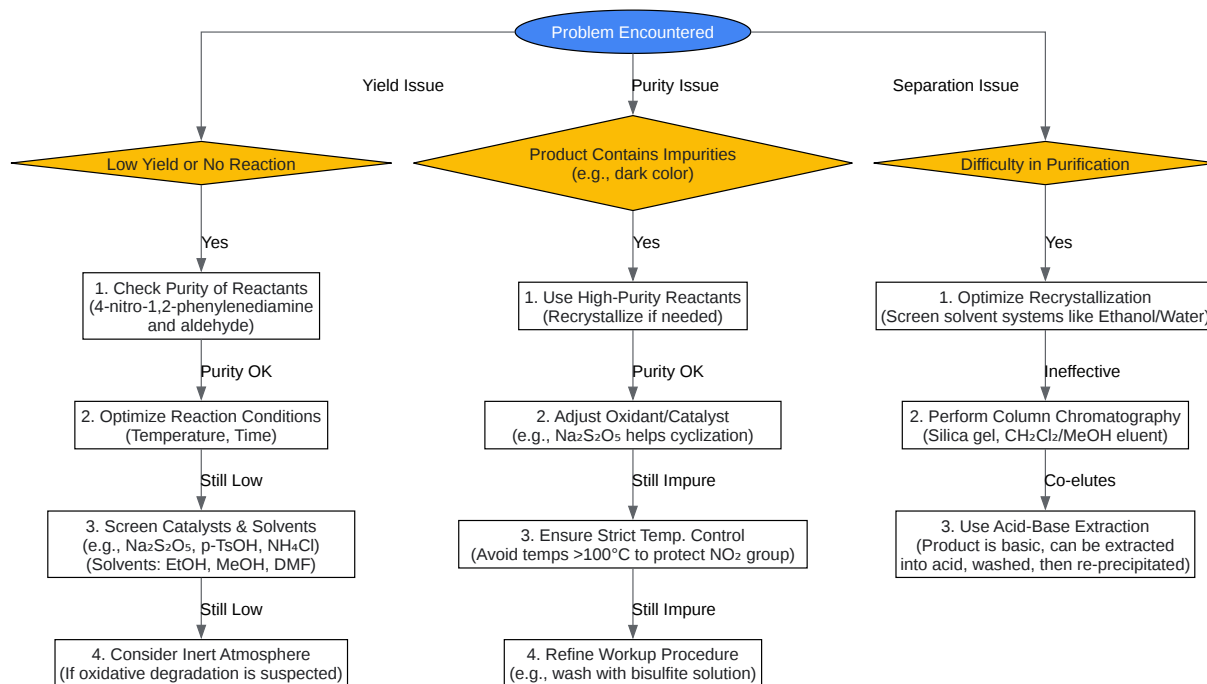 Problem Encountered
Yield Issue
Purity Issue
Separation Issue
Low Yield or No Reaction
Product Contains Impurities
(e.g., dark color)
Difficulty in Purification
Yes
Yes
Yes
1. Check Purity of Reactants
(4-nitro-1,2-phenylenediamine
and aldehyde)
1. Use High-Purity Reactants
(Recrystallize if needed)
1. Optimize Recrystallization
(Screen solvent systems like Ethanol/Water)
Purity OK
Purity OK
Ineffective
2. Optimize Reaction Conditions
(Temperature, Time)
2. Adjust Oxidant/Catalyst
(e.g., Na₂S₂O₅ helps cyclization)
2. Perform Column Chromatography
(Silica gel, CH₂Cl₂/MeOH eluent)
Still Low
Still Impure
Co-elutes
3. Screen Catalysts & Solvents
(e.g., Na₂S₂O₅, p-TsOH, NH₄Cl)
(Solvents: EtOH, MeOH, DMF)
3. Ensure Strict Temp. Control
(Avoid temps >100°C to protect NO₂ group)
3. Use Acid-Base Extraction
(Product is basic, can be extracted
into acid, washed, then re-precipitated)
Still Low
Still Impure
4. Consider Inert Atmosphere
(If oxidative degradation is suspected)
4. Refine Workup Procedure
(e.g., wash with bisulfite solution)